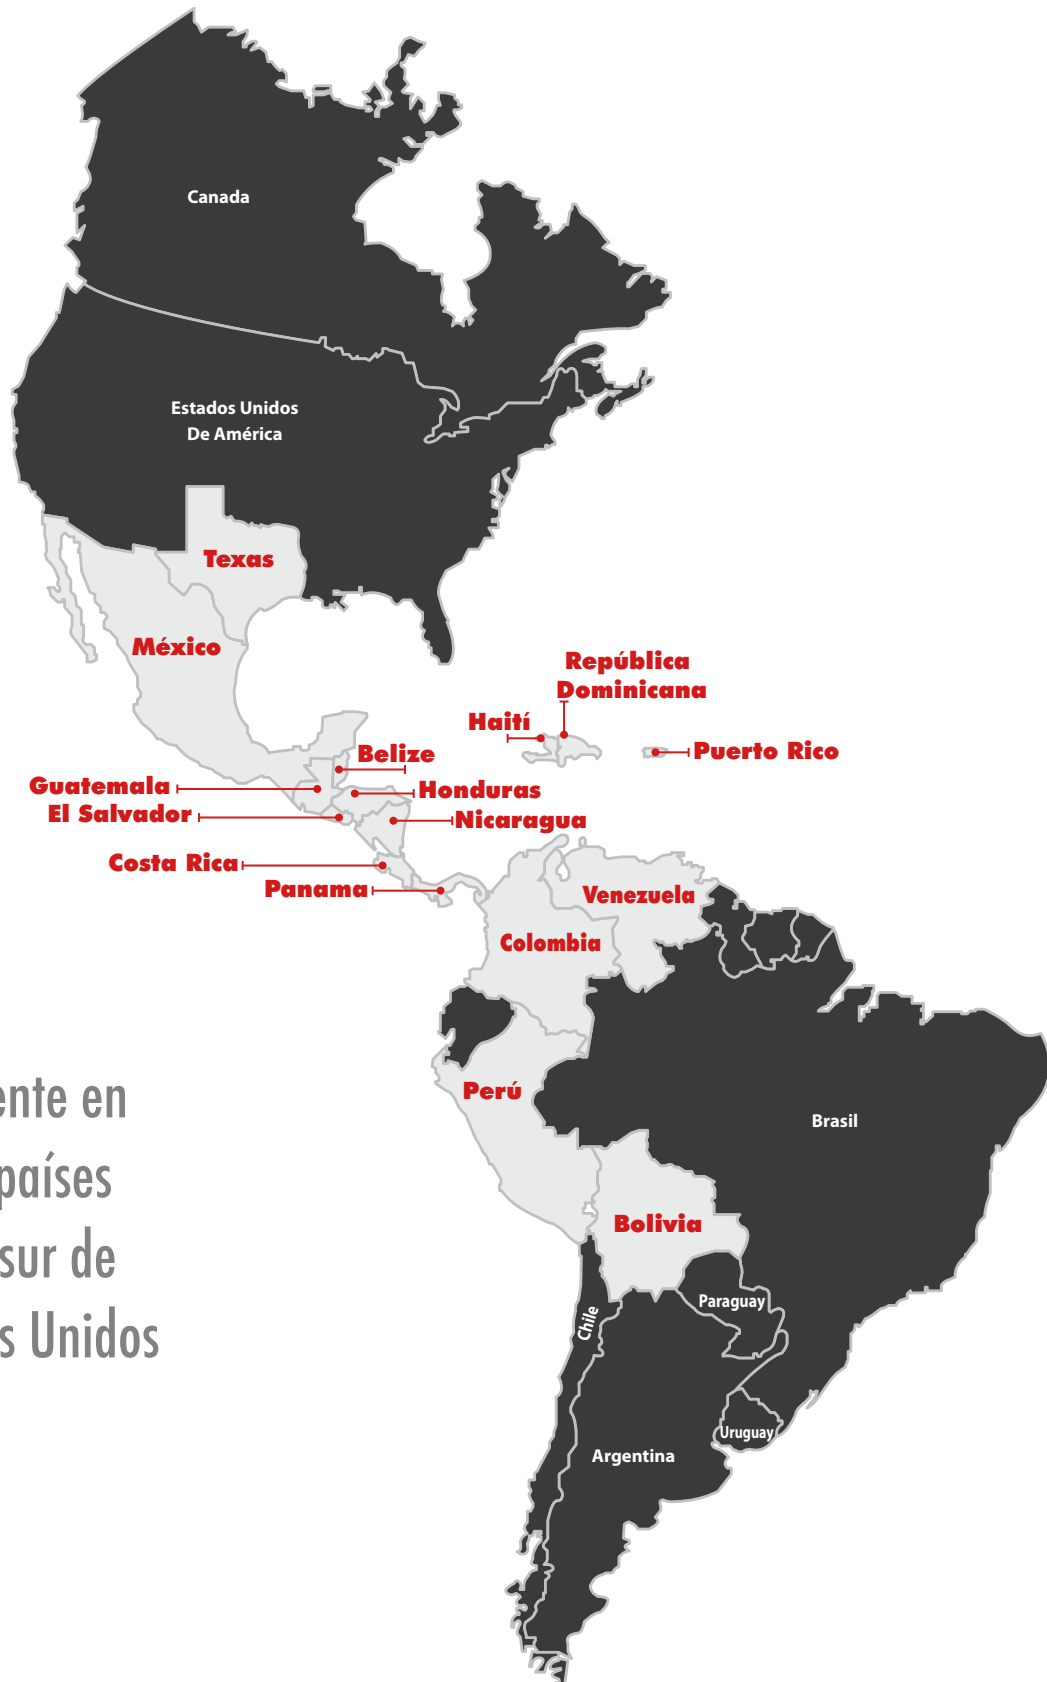 Canada
Estados Unidos
De América
Texas
México
República
Dominicana
Haití
Puerto Rico
Belize
Guatemala
Honduras
El Salvador
Nicaragua
Costa Rica
Panama
Venezuela
Colombia
ente en
países
sur de
s Unidos
Perú
Brasil
Bolivia
Paraguay
Chile
Uruguay
Argentina